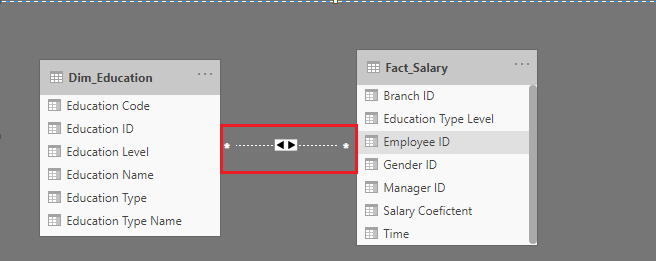 Dim_Education
...
Education Code
Education ID
Education Level
Education Name
Education Type
Education Type Name
*
*
Fact_Salary
...
Branch ID
Education Type Level
Employee ID
Gender ID
Manager ID
Salary Coefictent
Time